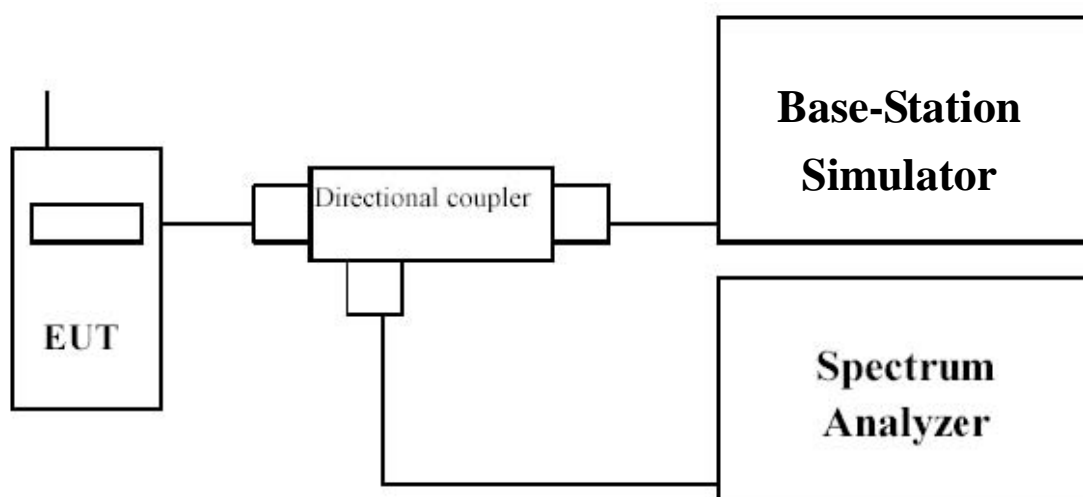 Base-Station
Simulator
Directional coupler
EUT
Spectrum
Analyzer